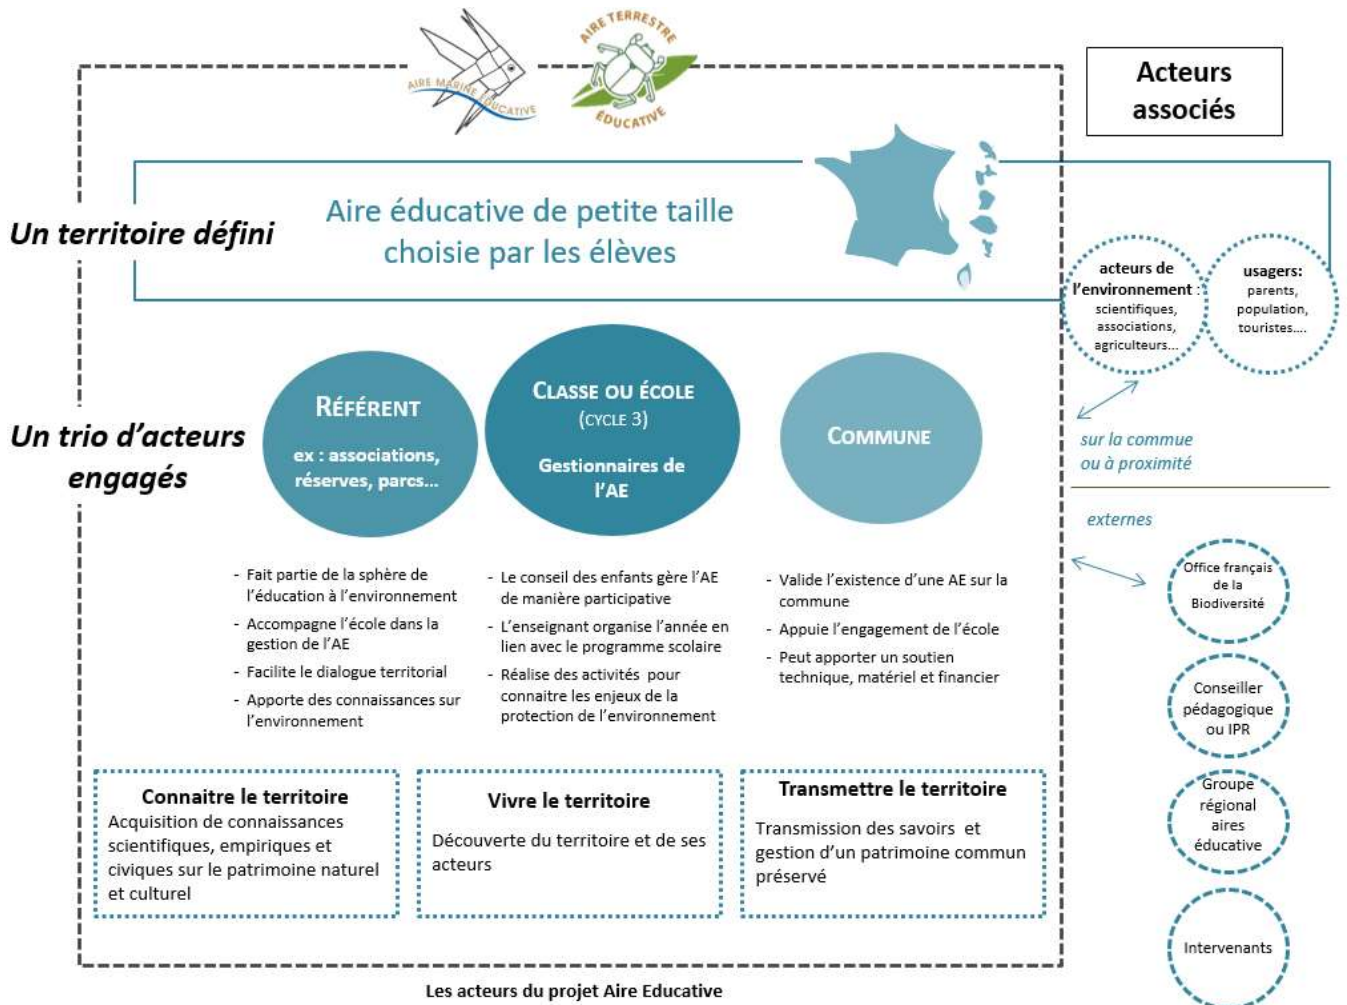 AIRE MARINE EDUCATIVE
AIRE TERRESTRE
ÉDUCATIVE
Acteurs
associés
Un territoire défini
Aire éducative de petite taille
choisie par les élèves
acteurs de
l'environnement :
scientifiques,
associations,
agriculteurs...
usagers:
parents,
population,
touristes....
Un trio d'acteurs
engagés
RÉFÉRENT
ex : associations,
réserves, parcs...
CLASSE OU ÉCOLE
(CYCLE 3)
Gestionnaires de
l'AE
COMMUNE
sur la commue
ou à proximité
externes
- Fait partie de la sphère de
l'éducation à l'environnement
- Accompagne l'école dans la
gestion de l'AE
- Facilite le dialogue territorial
- Apporte des connaissances sur
l'environnement
- Le conseil des enfants gère l'AE
de manière participative
- L'enseignant organise l'année en
lien avec le programme scolaire
- Réalise des activités pour
connaitre les enjeux de la
protection de l'environnement
- Valide l'existence d'une AE sur la
commune
- Appuie l'engagement de l'école
- Peut apporter un soutien
technique, matériel et financier
Office français
de la
Biodiversité
Conseiller
pédagogique
ou IPR
Groupe
régional
aires
éducative
Intervenants
Connaitre le territoire
Acquisition de connaissances
scientifiques, empiriques et
civiques sur le patrimoine naturel
et culturel
Vivre le territoire
Découverte du territoire et de ses
acteurs
Transmettre le territoire
Transmission des savoirs et
gestion d'un patrimoine commun
préservé
Les acteurs du projet Aire Educative